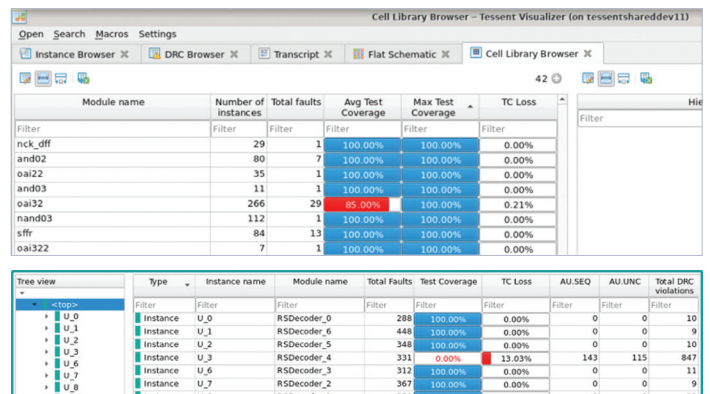 Cell Library Browser – Tessent Visualizer (on tessentshareddev11)
Open Search Macros Settings
Instance Browser DRC Browser Transcript Flat Schematic Cell Library Browser
42
Module name Number of instances Total faults Avg Test Coverage Max Test Coverage TC Loss Hie
Filter Filter Filter Filter Filter Filter Filter
nck_dff 29 1 100.00% 100.00% 0.00%
and02 80 7 100.00% 100.00% 0.00%
oai22 35 1 100.00% 100.00% 0.00%
and03 11 1 100.00% 100.00% 0.00%
oai32 266 29 85.00% 100.00% 0.21%
nand03 112 1 100.00% 100.00% 0.00%
sffr 84 13 100.00% 100.00% 0.00%
oai322 7 1 100.00% 100.00% 0.00%
Tree view Type Instance name Module name Total Faults Test Coverage TC Loss AU.SEQ AU.UNC Total DRC violations
<top> Filter Filter Filter Filter Filter Filter Filter Filter Filter
U_0 Instance U_0 RSDecoder_0 288 100.00% 0.00% 0 0 10
U_1 Instance U_1 RSDecoder_6 448 100.00% 0.00% 0 0 9
U_2 Instance U_2 RSDecoder_5 348 100.00% 0.00% 0 0 10
U_3 Instance U_3 RSDecoder_4 331 0.00% 13.03% 143 115 847
U_6 Instance U_6 RSDecoder_3 312 100.00% 0.00% 0 0 11
U_7 Instance U_7 RSDecoder_2 367 100.00% 0.00% 0 0 9
U_8